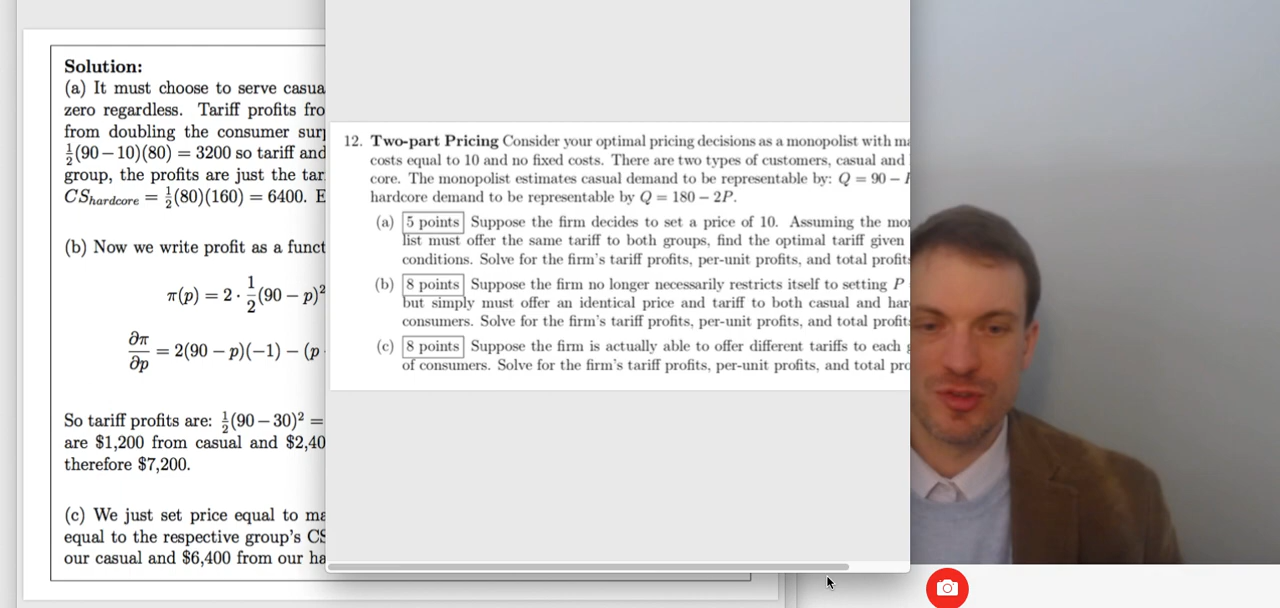 Solution:
(a) It must choose to serve casua
zero regardless. Tariff profits fro
from doubling the consumer sur
½(90 – 10)(80) = 3200 so tariff and
group, the profits are just the tar
CS_hardcore = ½(80)(160) = 6400. E
(b) Now we write profit as a funct
π(p) = 2 · ½(90 – p)²
∂π/∂p = 2(90 – p)(–1) – (p
So tariff profits are: ½(90 – 30)² =
are $1,200 from casual and $2,40
therefore $7,200.
(c) We just set price equal to ma
equal to the respective group's CS
our casual and $6,400 from our ha
12. Two-part Pricing Consider your optimal pricing decisions as a monopolist with ma
costs equal to 10 and no fixed costs. There are two types of customers, casual and
core. The monopolist estimates casual demand to be representable by: Q = 90 – P
hardcore demand to be representable by Q = 180 – 2P.
(a) 5 points Suppose the firm decides to set a price of 10. Assuming the mo
list must offer the same tariff to both groups, find the optimal tariff given
conditions. Solve for the firm's tariff profits, per-unit profits, and total profits
(b) 8 points Suppose the firm no longer necessarily restricts itself to setting P
but simply must offer an identical price and tariff to both casual and har
consumers. Solve for the firm's tariff profits, per-unit profits, and total profit
(c) 8 points Suppose the firm is actually able to offer different tariffs to each g
of consumers. Solve for the firm's tariff profits, per-unit profits, and total pro